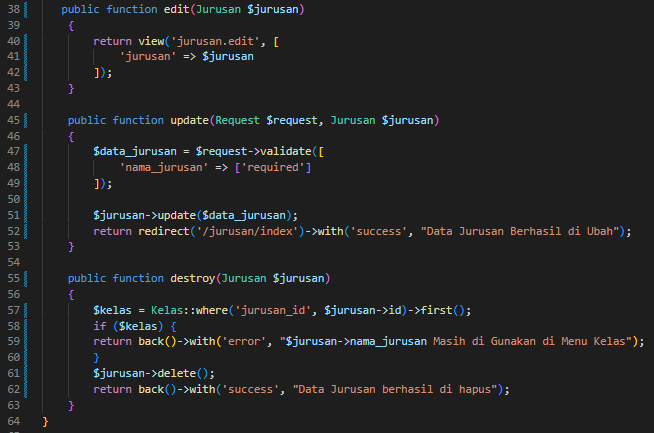 38 public function edit(Jurusan $jurusan)
39 {
40 return view('jurusan.edit', [
41 'jurusan' => $jurusan
42 ]);
43 }
44
45 public function update(Request $request, Jurusan $jurusan)
46 {
47 $data_jurusan = $request->validate([
48 'nama_jurusan' => ['required']
49 ]);
50
51 $jurusan->update($data_jurusan);
52 return redirect('/jurusan/index')->with('success', "Data Jurusan Berhasil di Ubah");
53 }
54
55 public function destroy(Jurusan $jurusan)
56 {
57 $kelas = Kelas::where('jurusan_id', $jurusan->id)->first();
58 if ($kelas) {
59 return back()->with('error', "$jurusan->nama_jurusan Masih di Gunakan di Menu Kelas");
60 }
61 $jurusan->delete();
62 return back()->with('success', "Data Jurusan berhasil di hapus");
63 }
64 }